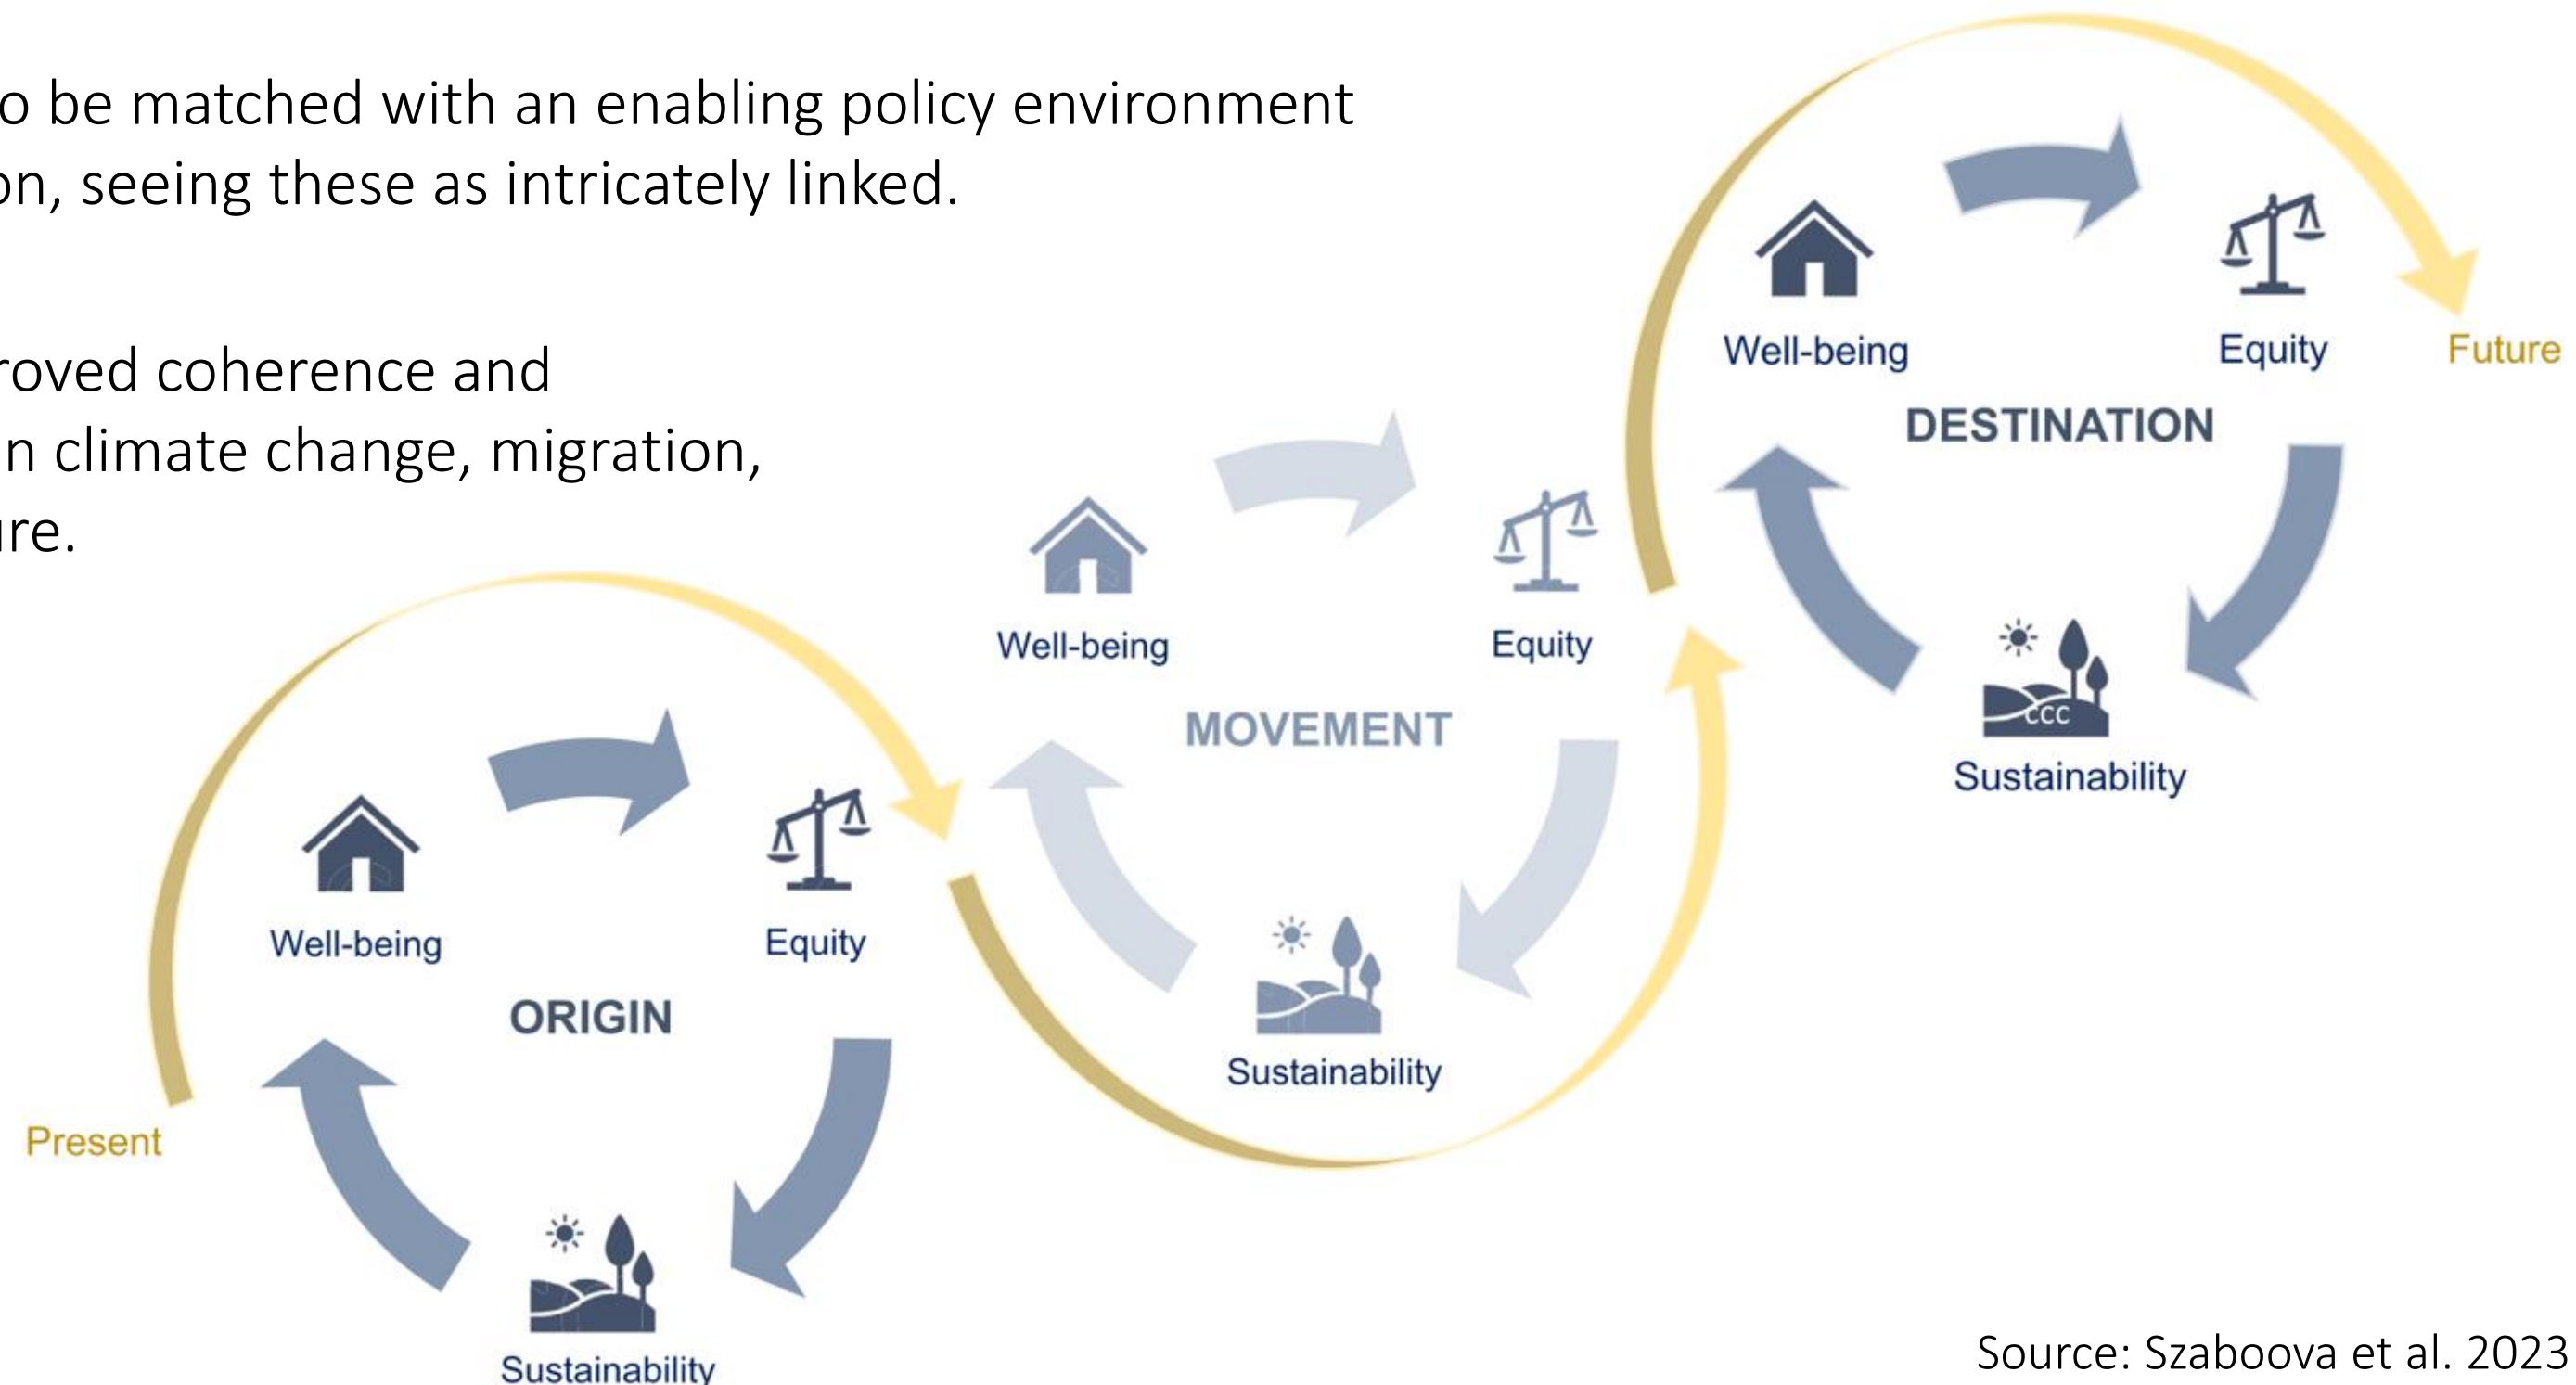 o be matched with an enabling policy environment
on, seeing these as intricately linked.
roved coherence and
n climate change, migration,
ure.
Well-being
Equity
Future
DESTINATION
Sustainability
CCC
Well-being
Equity
MOVEMENT
Sustainability
Well-being
Equity
ORIGIN
Present
Sustainability
Source: Szaboova et al. 2023